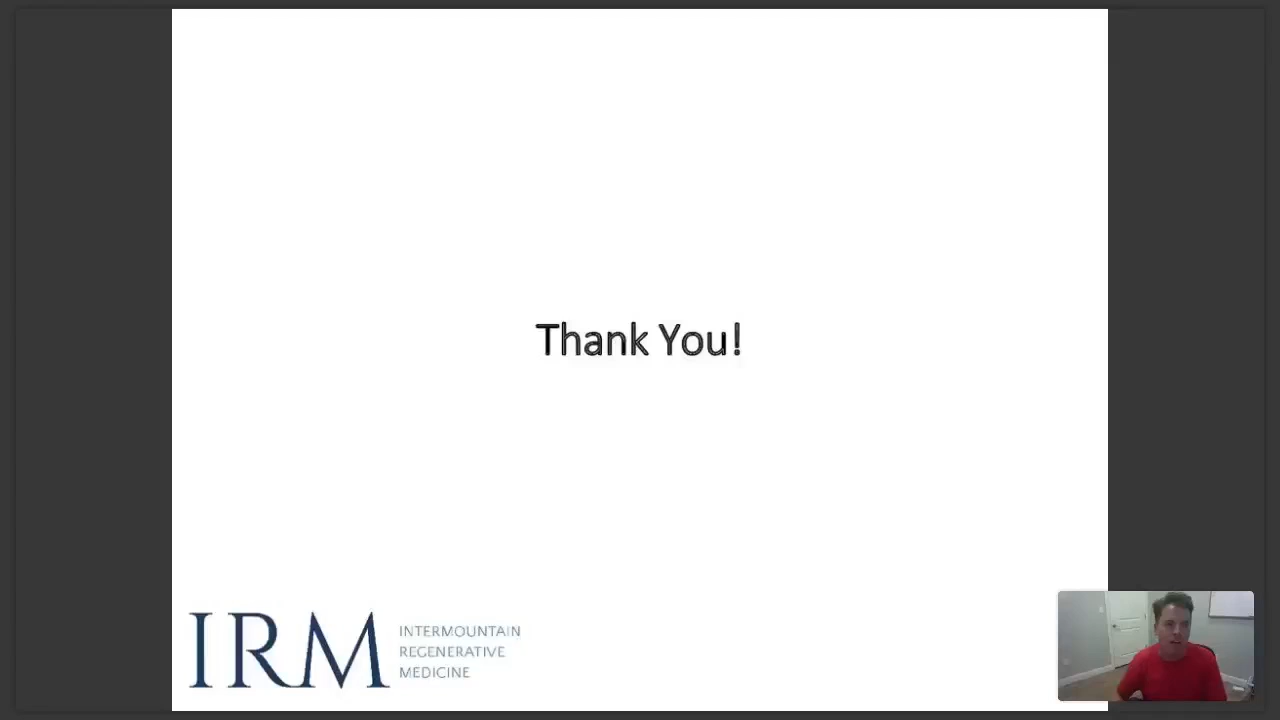 Thank You!
IRM
INTERMOUNTAIN
REGENERATIVE
MEDICINE